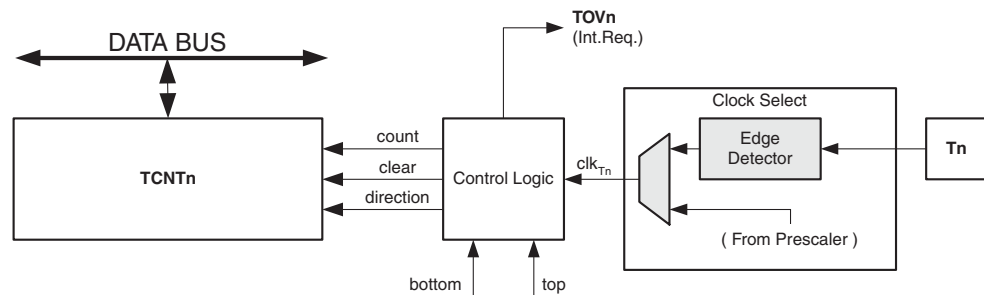 TOVn
(Int.Req.)
DATA BUS
Clock Select
count
Edge
Detector
Tn
TCNTn
clear
Control Logic
clkTn
direction
( From Prescaler )
bottom
top